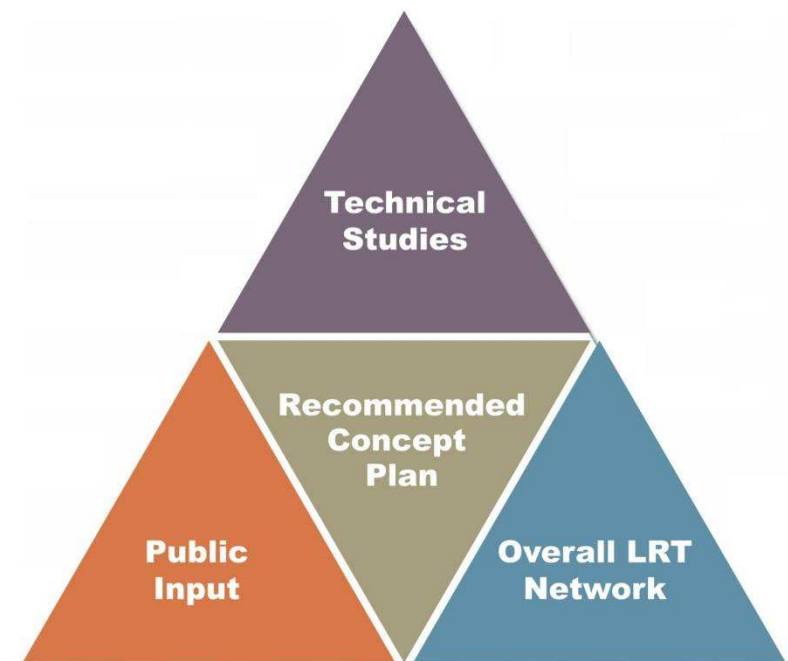 Technical
Studies
Recommended
Concept
Plan
Public
Input
Overall LRT
Network